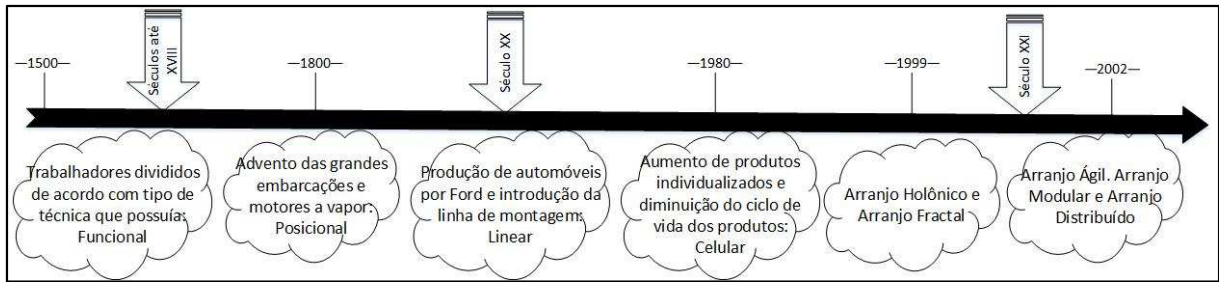 —1500—
Séculos até
XVIII
—1800—
Século XX
—1980—
—1999—
Século XXI
—2002—
Trabalhadores divididos
de acordo com tipo de
técnica que possuía:
Funcional
Advento das grandes
embarcações e
motores a vapor:
Posicional
Produção de automóveis
por Ford e introdução da
linha de montagem:
Linear
Aumento de produtos
individualizados e
diminuição do ciclo de
vida dos produtos:
Celular
Arranjo Holônico e
Arranjo Fractal
Arranjo Ágil. Arranjo
Modular e Arranjo
Distribuído